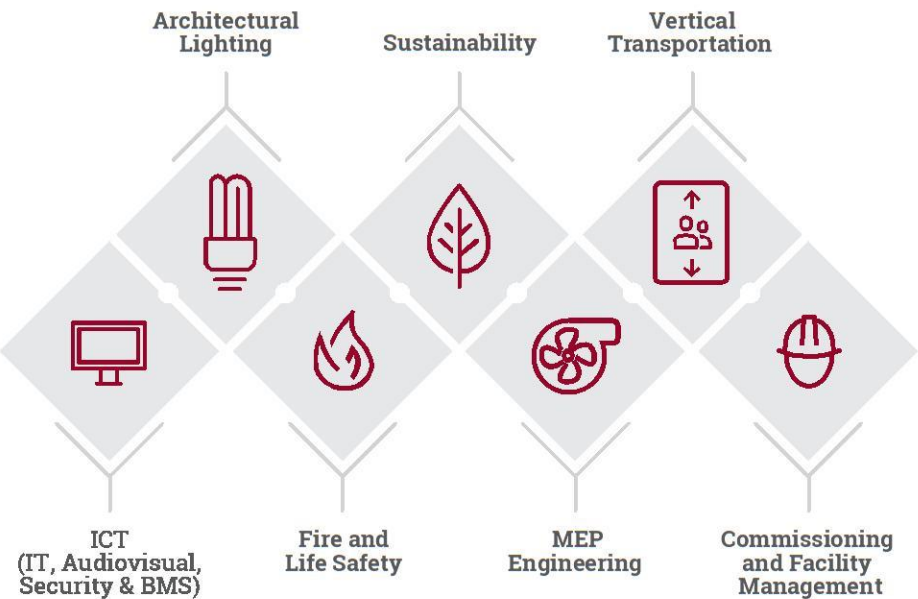 Architectural
Lighting
Sustainability
Vertical
Transportation
ICT
(IT, Audiovisual,
Security & BMS)
Fire and
Life Safety
MEP
Engineering
Commissioning
and Facility
Management